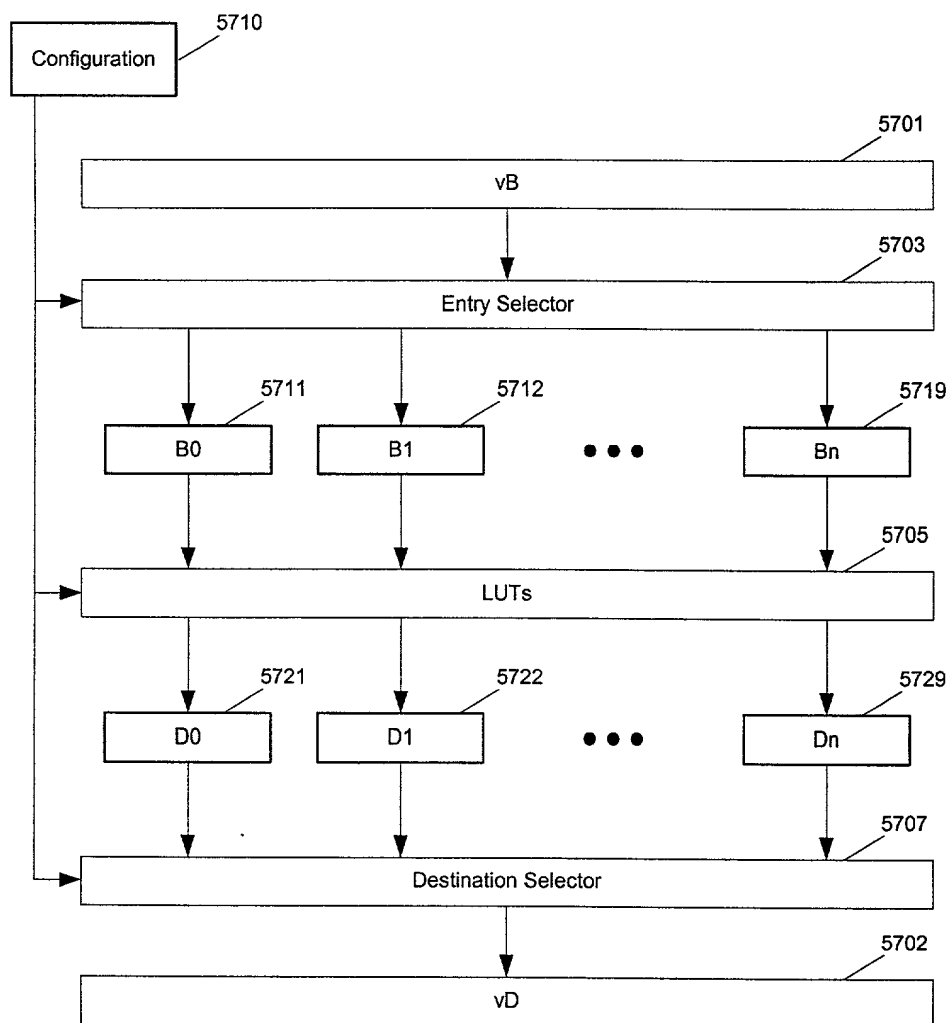 5710
Configuration
5701
vB
5703
Entry Selector
5711
5712
5719
B0
B1
Bn
5705
LUTs
5721
5722
5729
D0
D1
Dn
5707
Destination Selector
5702
vD